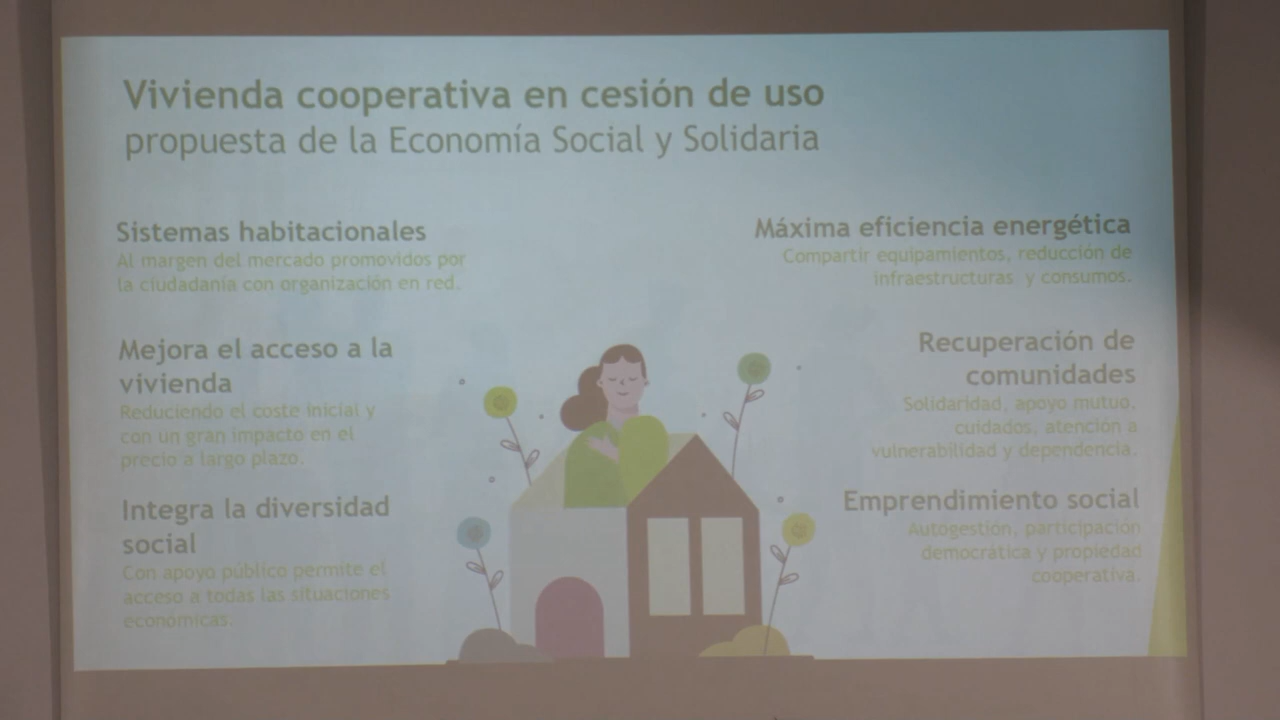 Vivienda cooperativa en cesión de uso
propuesta de la Economía Social y Solidaria
Sistemas habitacionales
Al margen del mercado promovidos por
la ciudadanía con organización en red.
Mejora el acceso a la
vivienda
Reduciendo el coste inicial y
con un gran impacto en el
precio a largo plazo.
Integra la diversidad
social
Con apoyo público permite el
acceso a todas las situaciones
económicas.
Máxima eficiencia energética
Compartir equipamientos, reducción de
infraestructuras y consumos.
Recuperación de
comunidades
Solidaridad, apoyo mutuo,
cuidados, atención a
vulnerabilidad y dependencia.
Emprendimiento social
Autogestión, participación
democrática y propiedad
cooperativa.